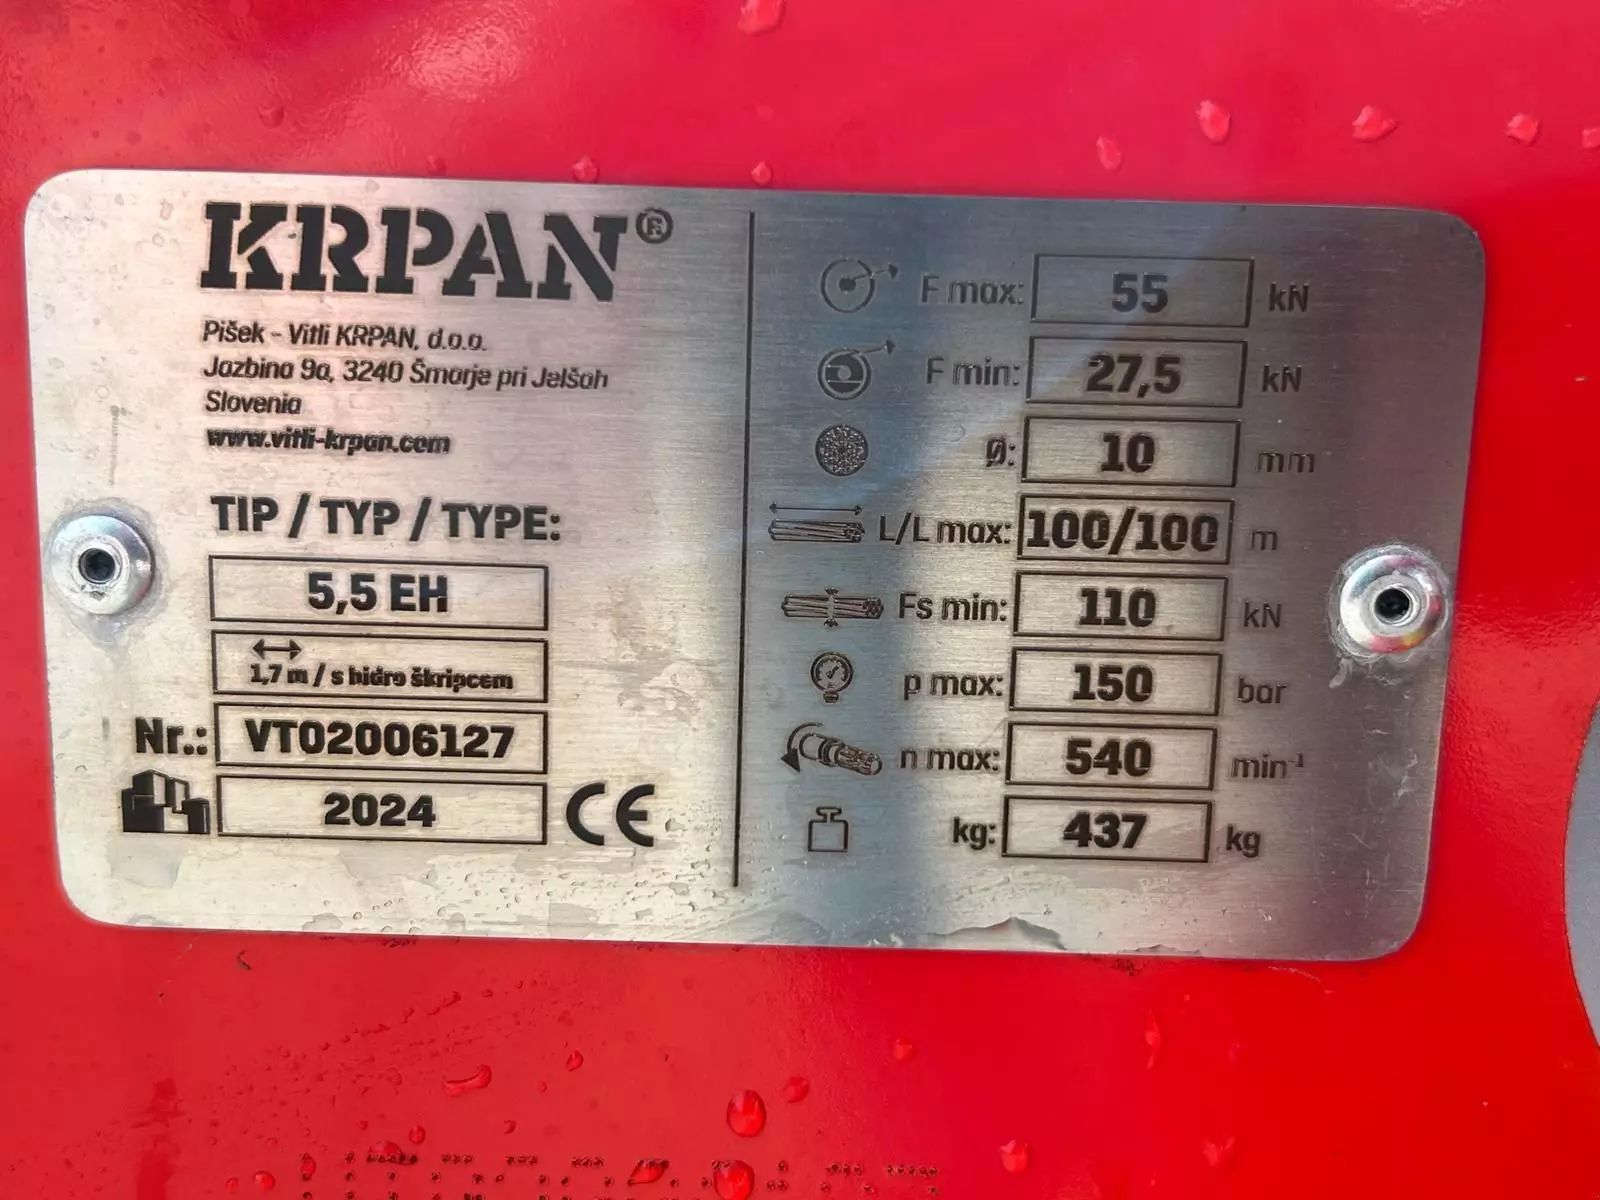 KRPAN®
Pišek - Vitli KRPAN, d.o.o.
Jazbina 9a, 3240 Šmarje pri Jelšah
Slovenia
www.vitli-krpan.com
TIP / TYP / TYPE:
5,5 EH
1,7 m / s hidro škripcem
Nr.: VT02006127
2024 CE
F max: 55 kN
F min: 27,5 kN
Ø: 10 mm
L/L max: 100/100 m
Fs min: 110 kN
p max: 150 bar
n max: 540 min⁻¹
kg: 437 kg